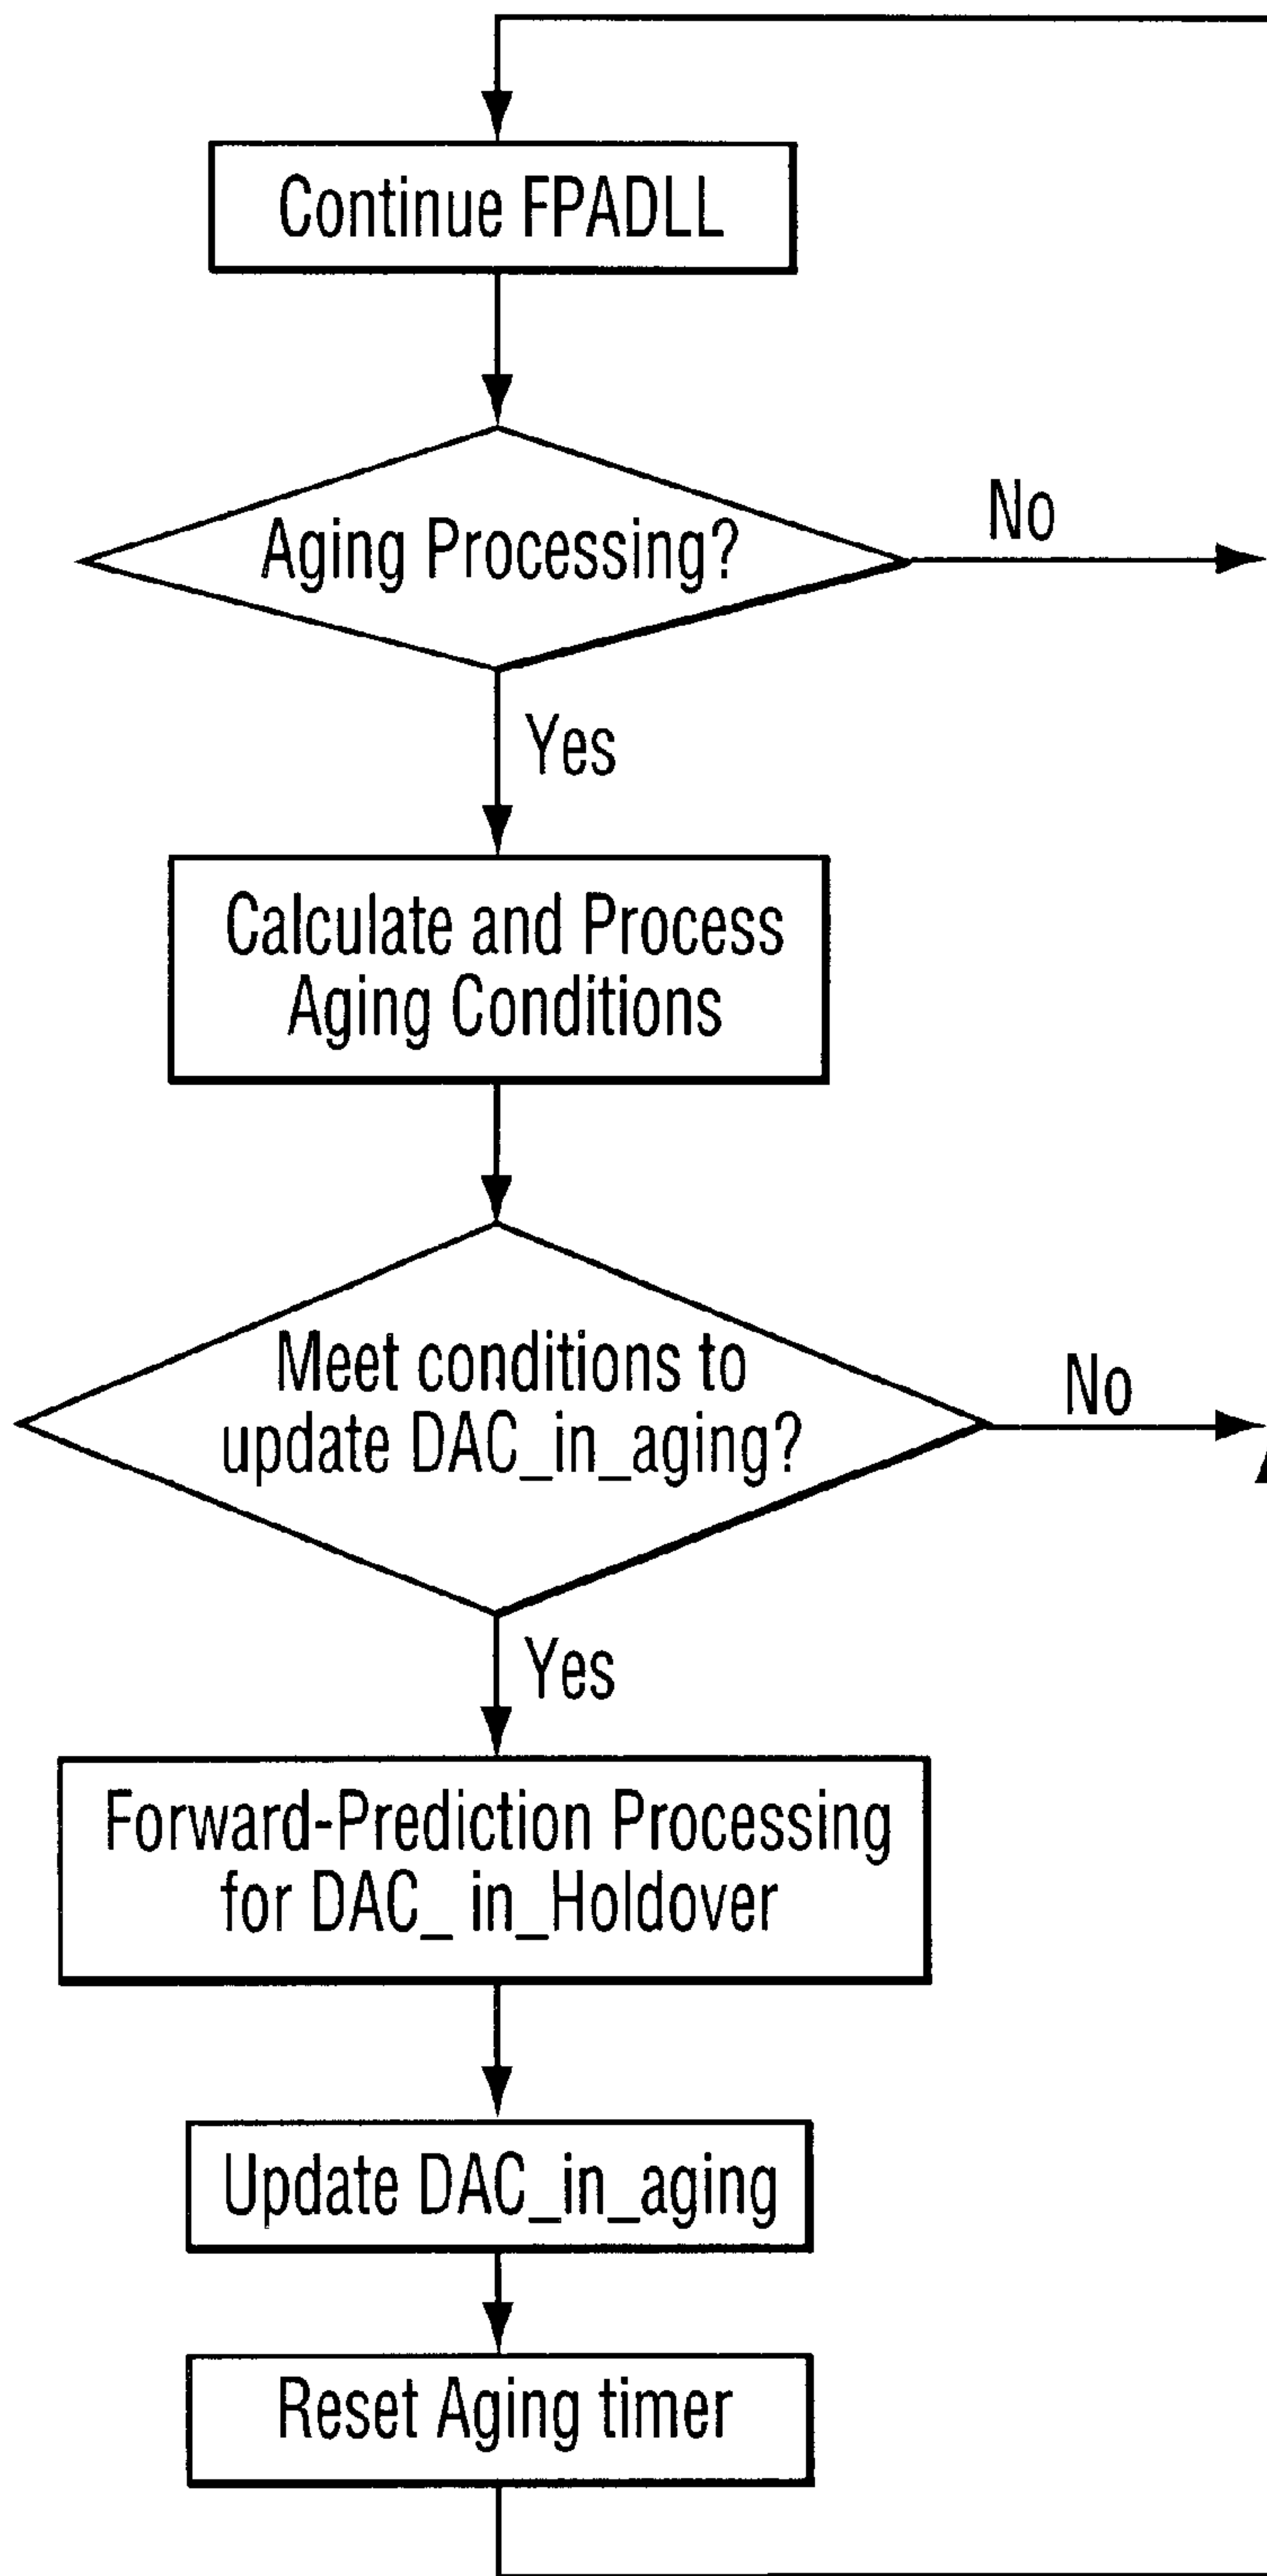 Continue FPADLL
Aging Processing?
No
Yes
Calculate and Process
Aging Conditions
Meet conditions to
update DAC_in_aging?
No
Yes
Forward-Prediction Processing
for DAC_ in_Holdover
Update DAC_in_aging
Reset Aging timer